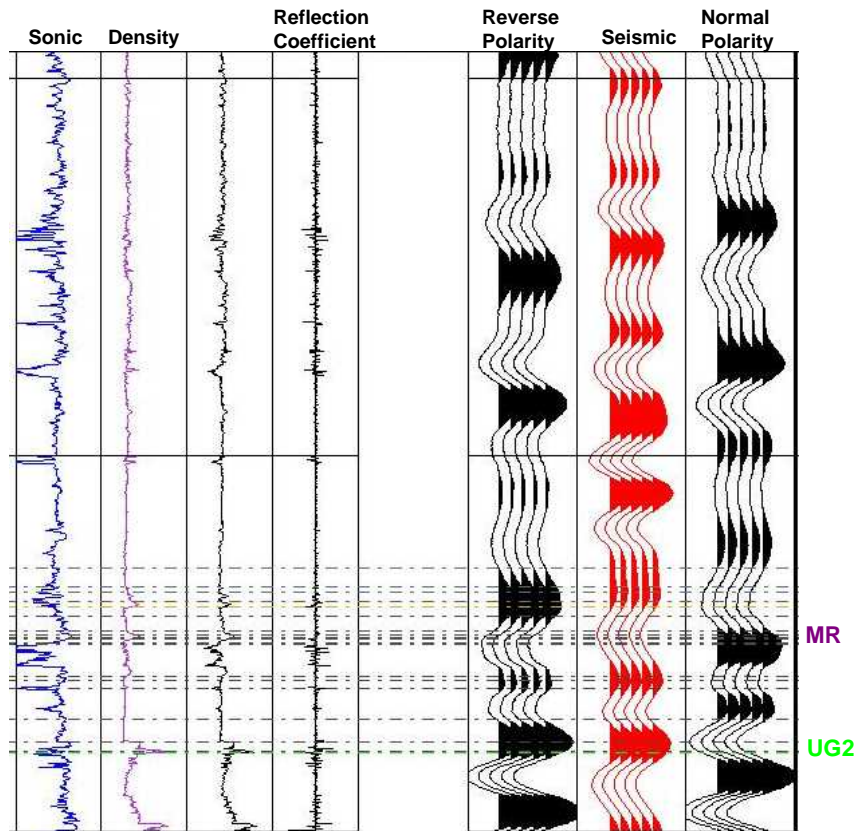 Sonic
Density
Reflection
Coefficient
Reverse
Polarity
Seismic
Normal
Polarity
MR
UG2